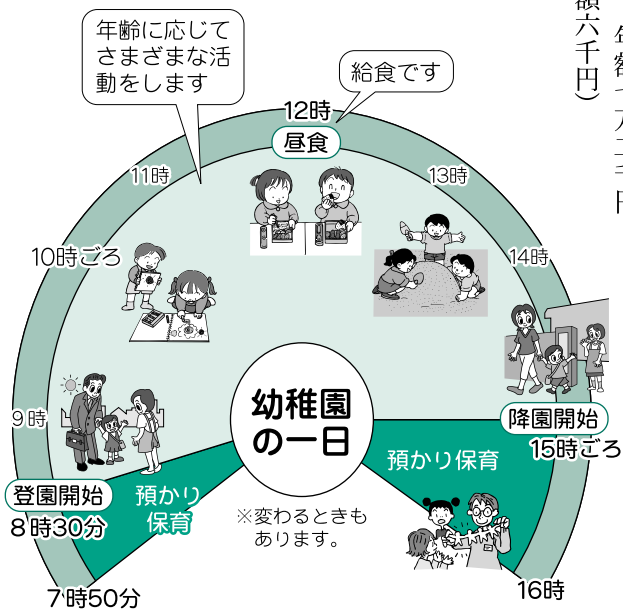 額六千円)
年齢に応じて
さまざまな活
動をします
給食です
12時
昼食
11時
13時
10時ごろ
14時
9時
幼稚園
の一日
降園開始
15時ごろ
登園開始
8時30分
預かり
保育
預かり保育
※変わるときも
あります。
7時50分
16時